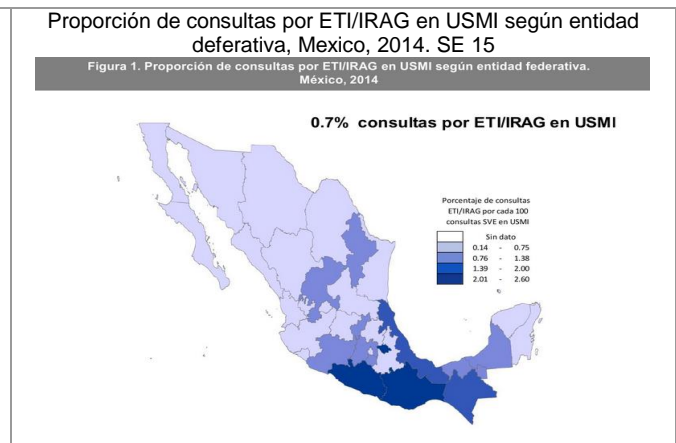 Proporción de consultas por ETI/IRAG en USMI según entidad
deferativa, Mexico, 2014. SE 15
Figura 1. Proporción de consultas por ETI/IRAG en USMI según entidad federativa.
México, 2014
0.7% consultas por ETI/IRAG en USMI
Porcentaje de consultas
ETI/IRAG por cada 100
consultas SVE en USMI
Sin dato
0.14 - 0.75
0.76 - 1.38
1.39 - 2.00
2.01 - 2.60